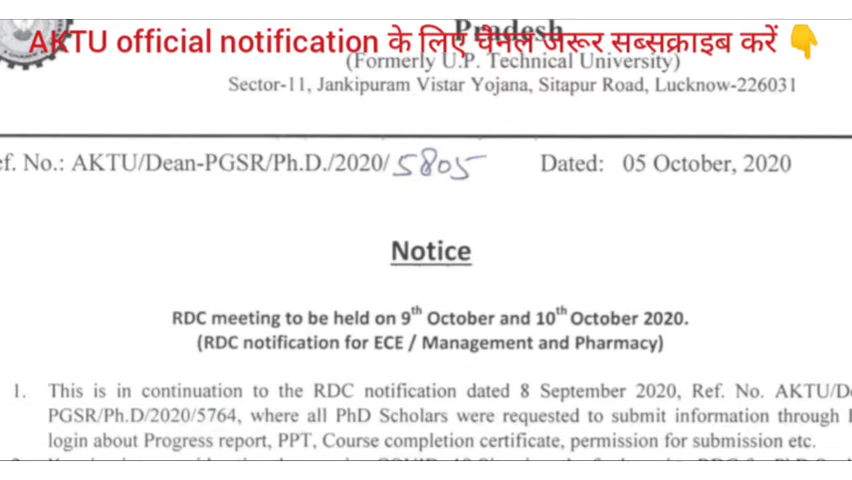 Pradesh
AKTU official notification के लिए चैनल जरूर सब्सक्राइब करें 👇
(Formerly U.P. Technical University)
Sector-11, Jankipuram Vistar Yojana, Sitapur Road, Lucknow-226031
ef. No.: AKTU/Dean-PGSR/Ph.D./2020/5805 Dated: 05 October, 2020
Notice
RDC meeting to be held on 9th October and 10th October 2020.
(RDC notification for ECE / Management and Pharmacy)
1. This is in continuation to the RDC notification dated 8 September 2020, Ref. No. AKTU/De
PGSR/Ph.D/2020/5764, where all PhD Scholars were requested to submit information through
login about Progress report, PPT, Course completion certificate, permission for submission etc.